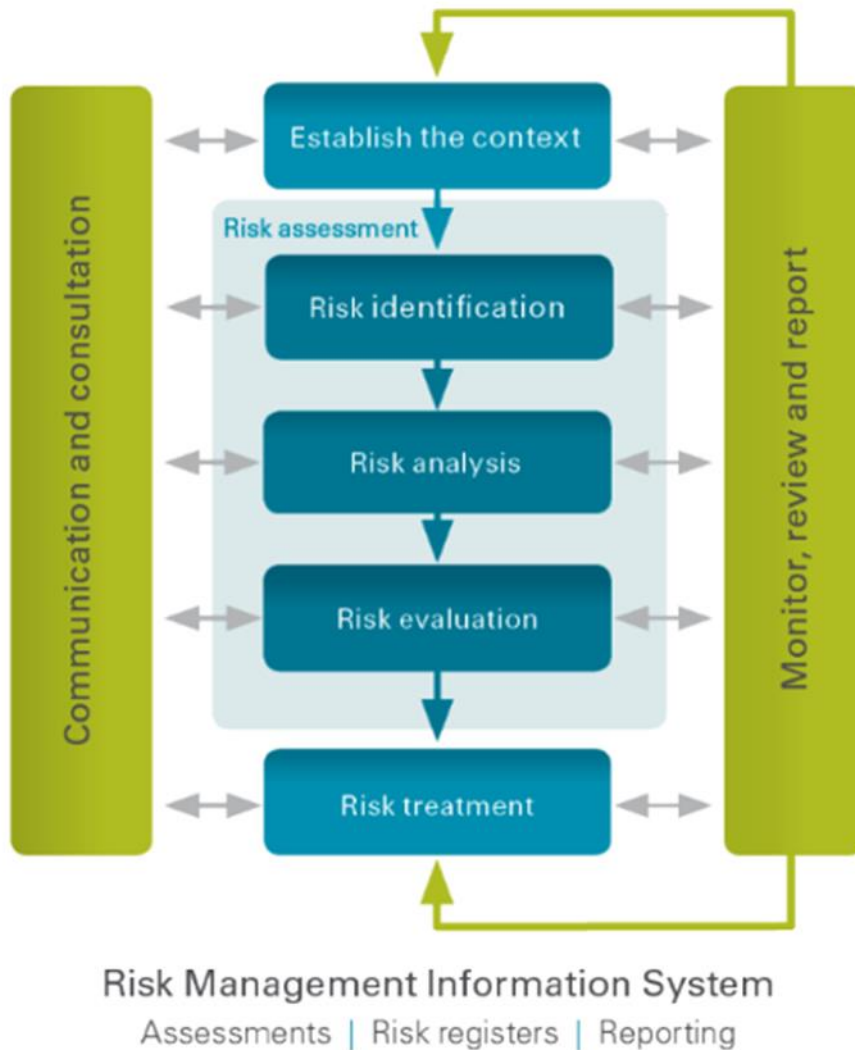 Establish the context
Risk assessment
Risk identification
Risk analysis
Risk evaluation
Risk treatment
Communication and consultation
Monitor, review and report
Risk Management Information System
Assessments | Risk registers | Reporting